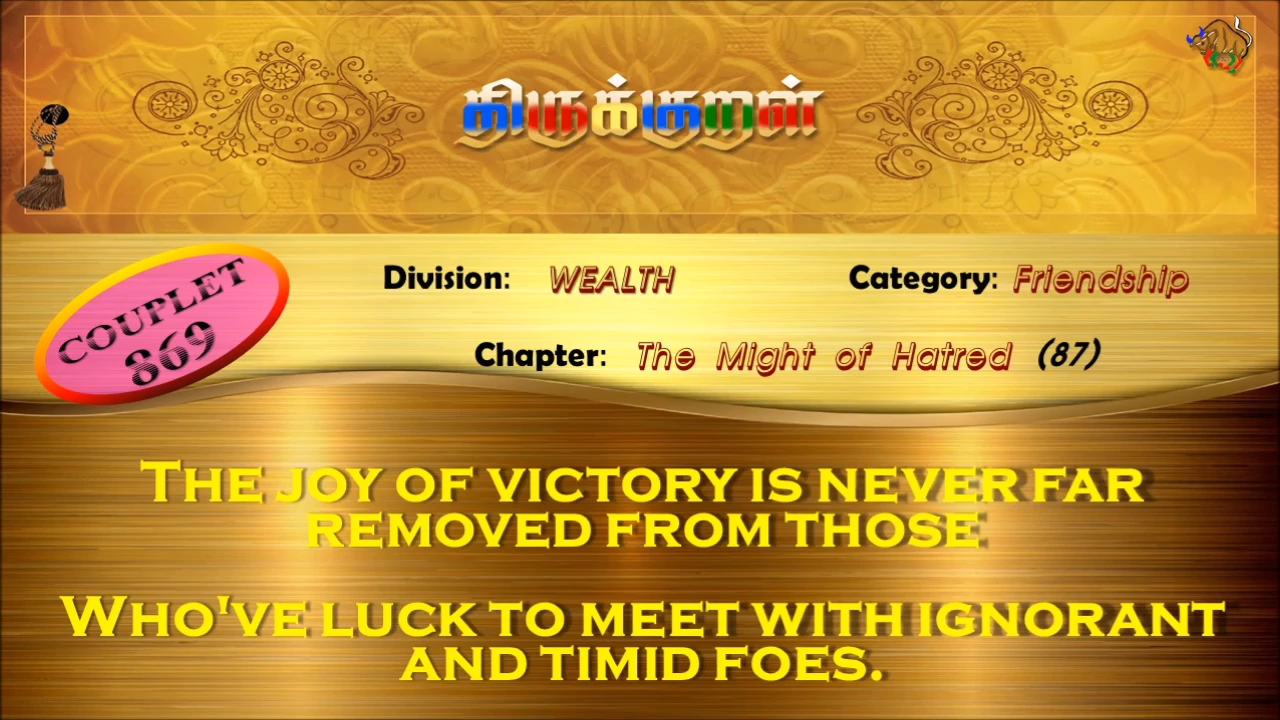 திருக்குறள்
COUPLET
869
Division: WEALTH Category: Friendship
Chapter: The Might of Hatred (87)
THE JOY OF VICTORY IS NEVER FAR
REMOVED FROM THOSE
WHO'VE LUCK TO MEET WITH IGNORANT
AND TIMID FOES.